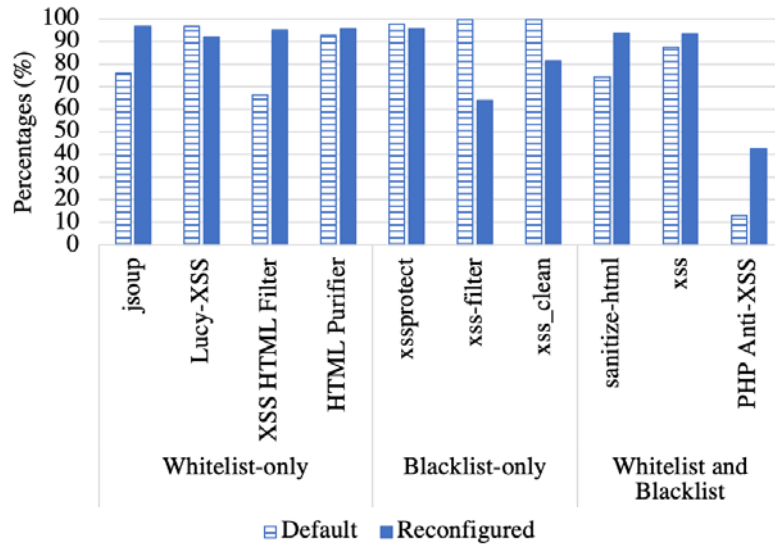 Percentages (%)
100
90
80
70
60
50
40
30
20
10
0
jsoup
Lucy-XSS
XSS HTML Filter
HTML Purifier
xssprotect
xss-filter
xss_clean
sanitize-html
xss
PHP Anti-XSS
Whitelist-only
Blacklist-only
Whitelist and
Blacklist
Default
Reconfigured